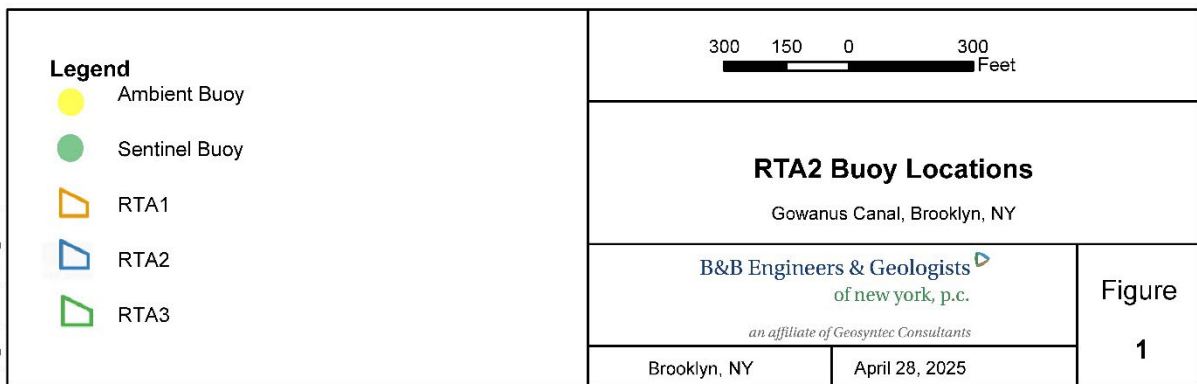 Legend
Ambient Buoy
Sentinel Buoy
RTA1
RTA2
RTA3
300 150 0 300
Feet
RTA2 Buoy Locations
Gowanus Canal, Brooklyn, NY
B&B Engineers & Geologists
of new york, p.c.
an affiliate of Geosyntec Consultants
Brooklyn, NY
April 28, 2025
Figure
1